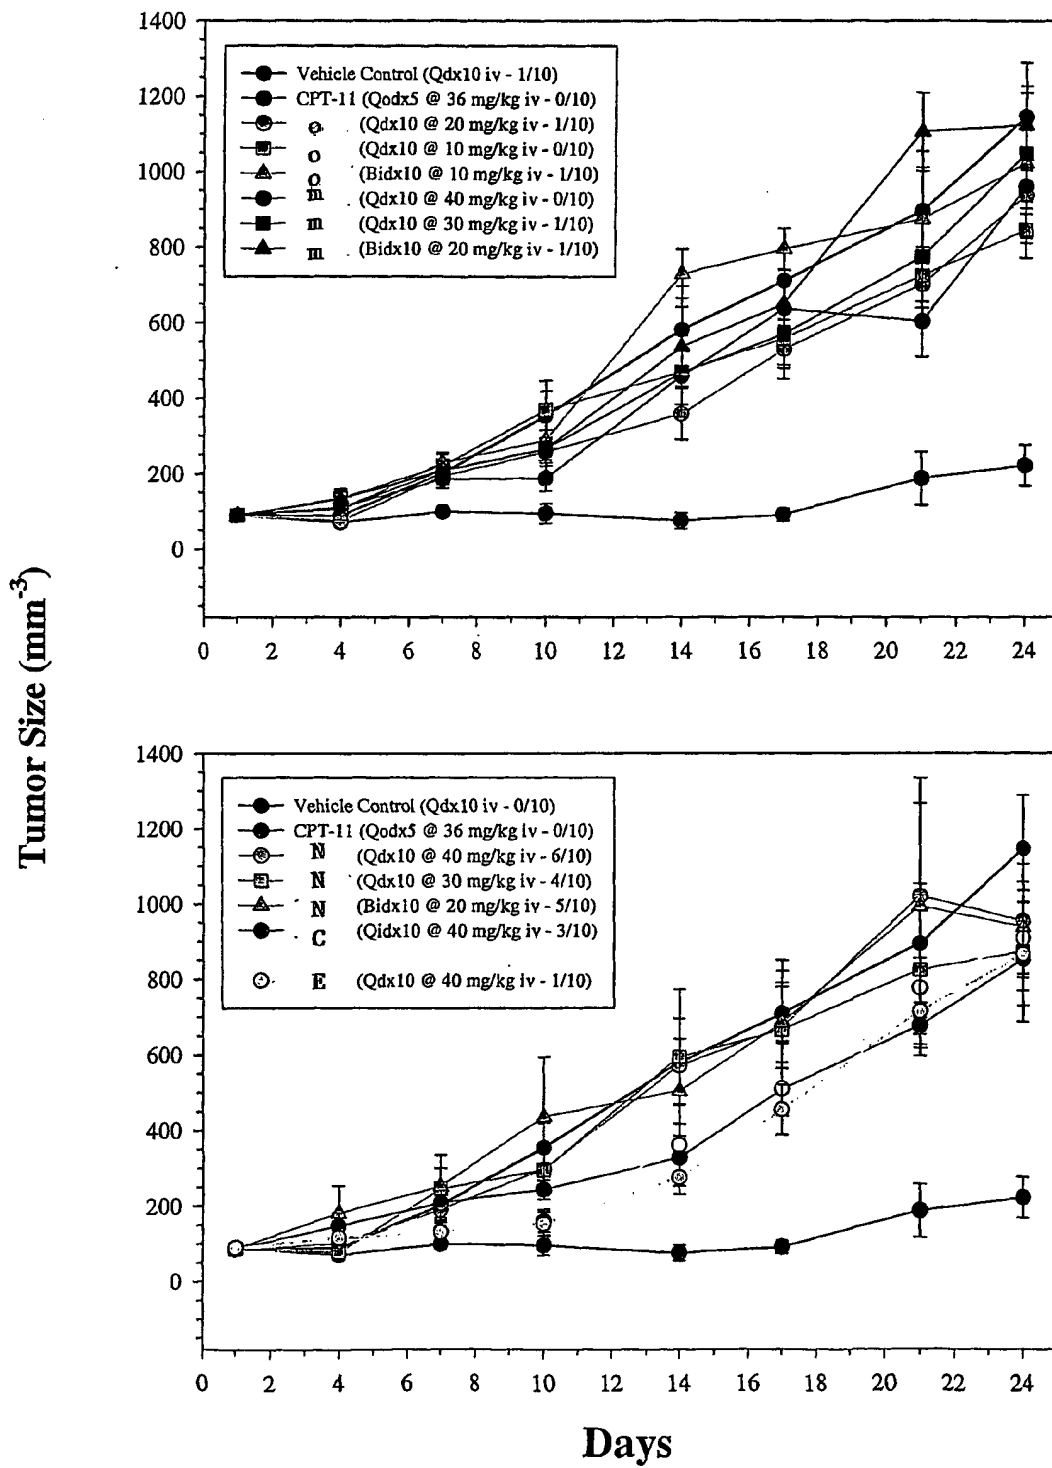 Tumor Size (mm-3)
1400
1200
1000
800
600
400
200
0
Vehicle Control (Qdx10 iv - 1/10)
CPT-11 (Qodx5 @ 36 mg/kg iv - 0/10)
o (Qdx10 @ 20 mg/kg iv - 1/10)
o (Qdx10 @ 10 mg/kg iv - 0/10)
o (Bidx10 @ 10 mg/kg iv - 1/10)
m (Qdx10 @ 40 mg/kg iv - 0/10)
m (Qdx10 @ 30 mg/kg iv - 1/10)
m (Bidx10 @ 20 mg/kg iv - 1/10)
0 2 4 6 8 10 12 14 16 18 20 22 24
1400
1200
1000
800
600
400
200
0
Vehicle Control (Qdx10 iv - 0/10)
CPT-11 (Qodx5 @ 36 mg/kg iv - 0/10)
N (Qdx10 @ 40 mg/kg iv - 6/10)
N (Qdx10 @ 30 mg/kg iv - 4/10)
N (Bidx10 @ 20 mg/kg iv - 5/10)
C (Qidx10 @ 40 mg/kg iv - 3/10)
E (Qdx10 @ 40 mg/kg iv - 1/10)
0 2 4 6 8 10 12 14 16 18 20 22 24
Days